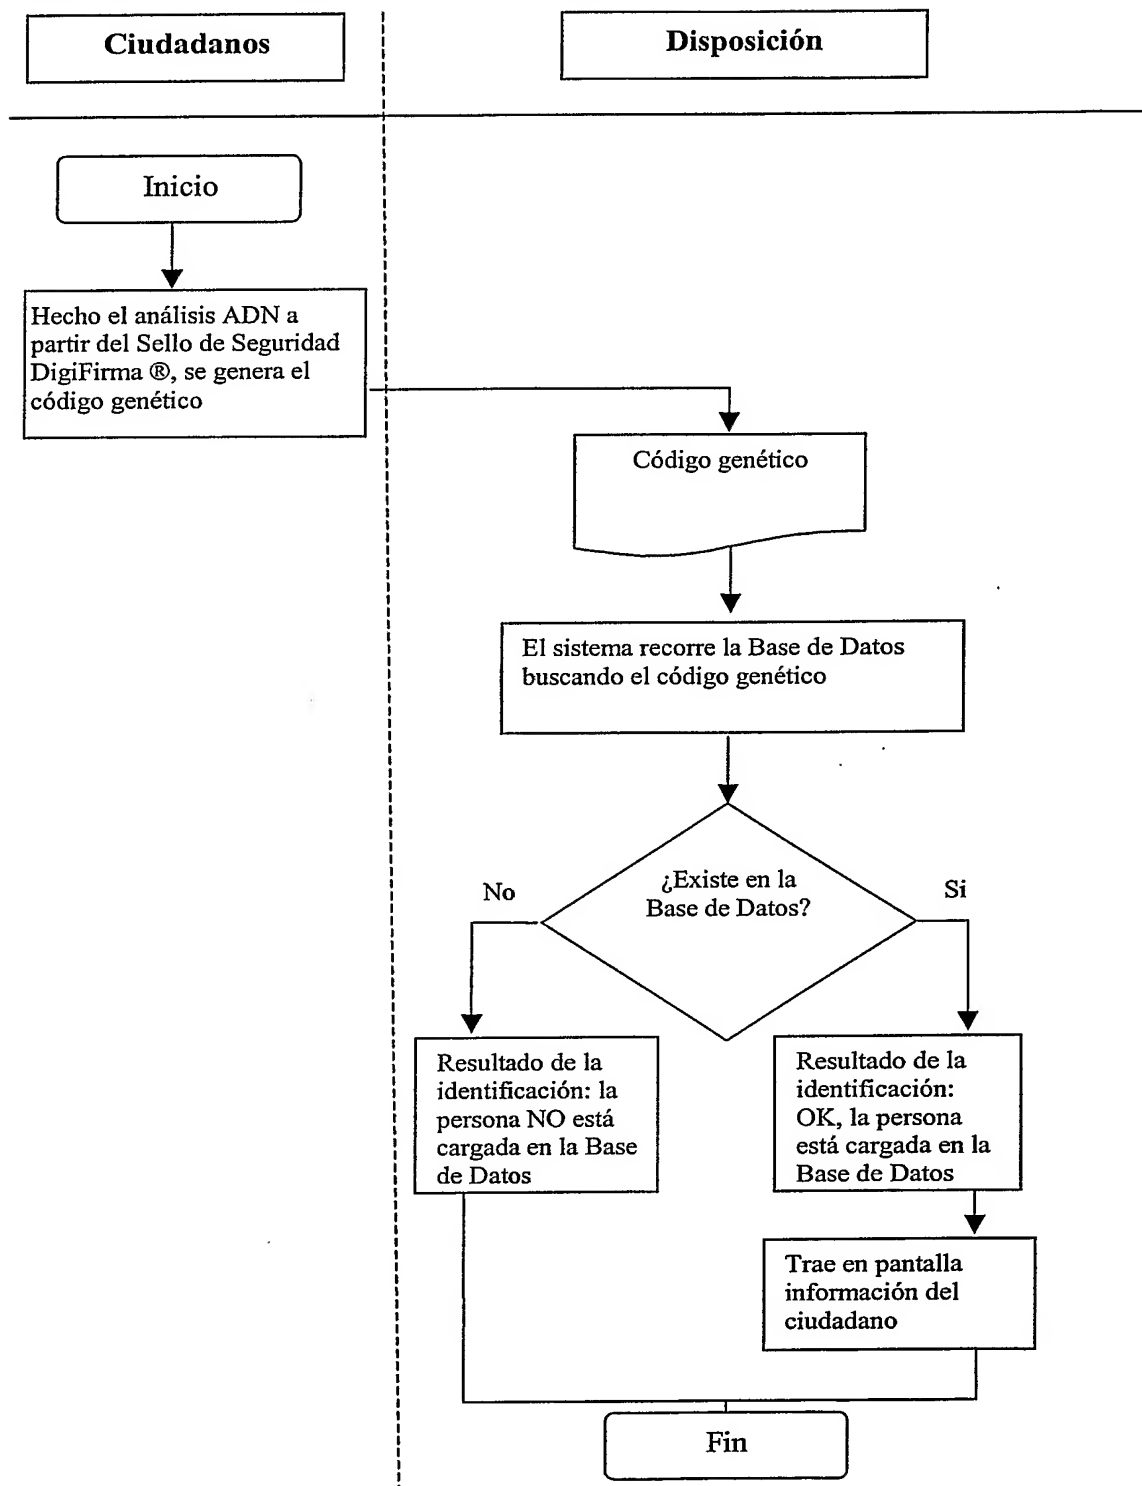 Ciudadanos
Disposición
Inicio
Hecho el análisis ADN a
partir del Sello de Seguridad
DigiFirma ®, se genera el
código genético
Código genético
El sistema recorre la Base de Datos
buscando el código genético
¿Existe en la
Base de Datos?
No
Si
Resultado de la
identificación: la
persona NO está
cargada en la Base
de Datos
Resultado de la
identificación:
OK, la persona
está cargada en la
Base de Datos
Trae en pantalla
información del
ciudadano
Fin